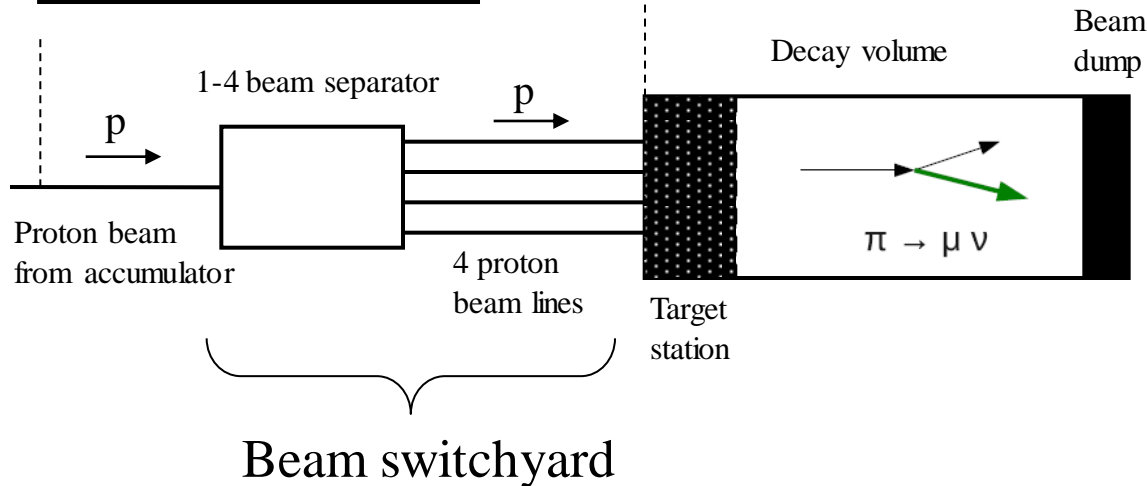 Beam
dump
Decay volume
1-4 beam separator
p
p
Proton beam
from accumulator
π → μ ν
4 proton
beam lines
Target
station
Beam switchyard